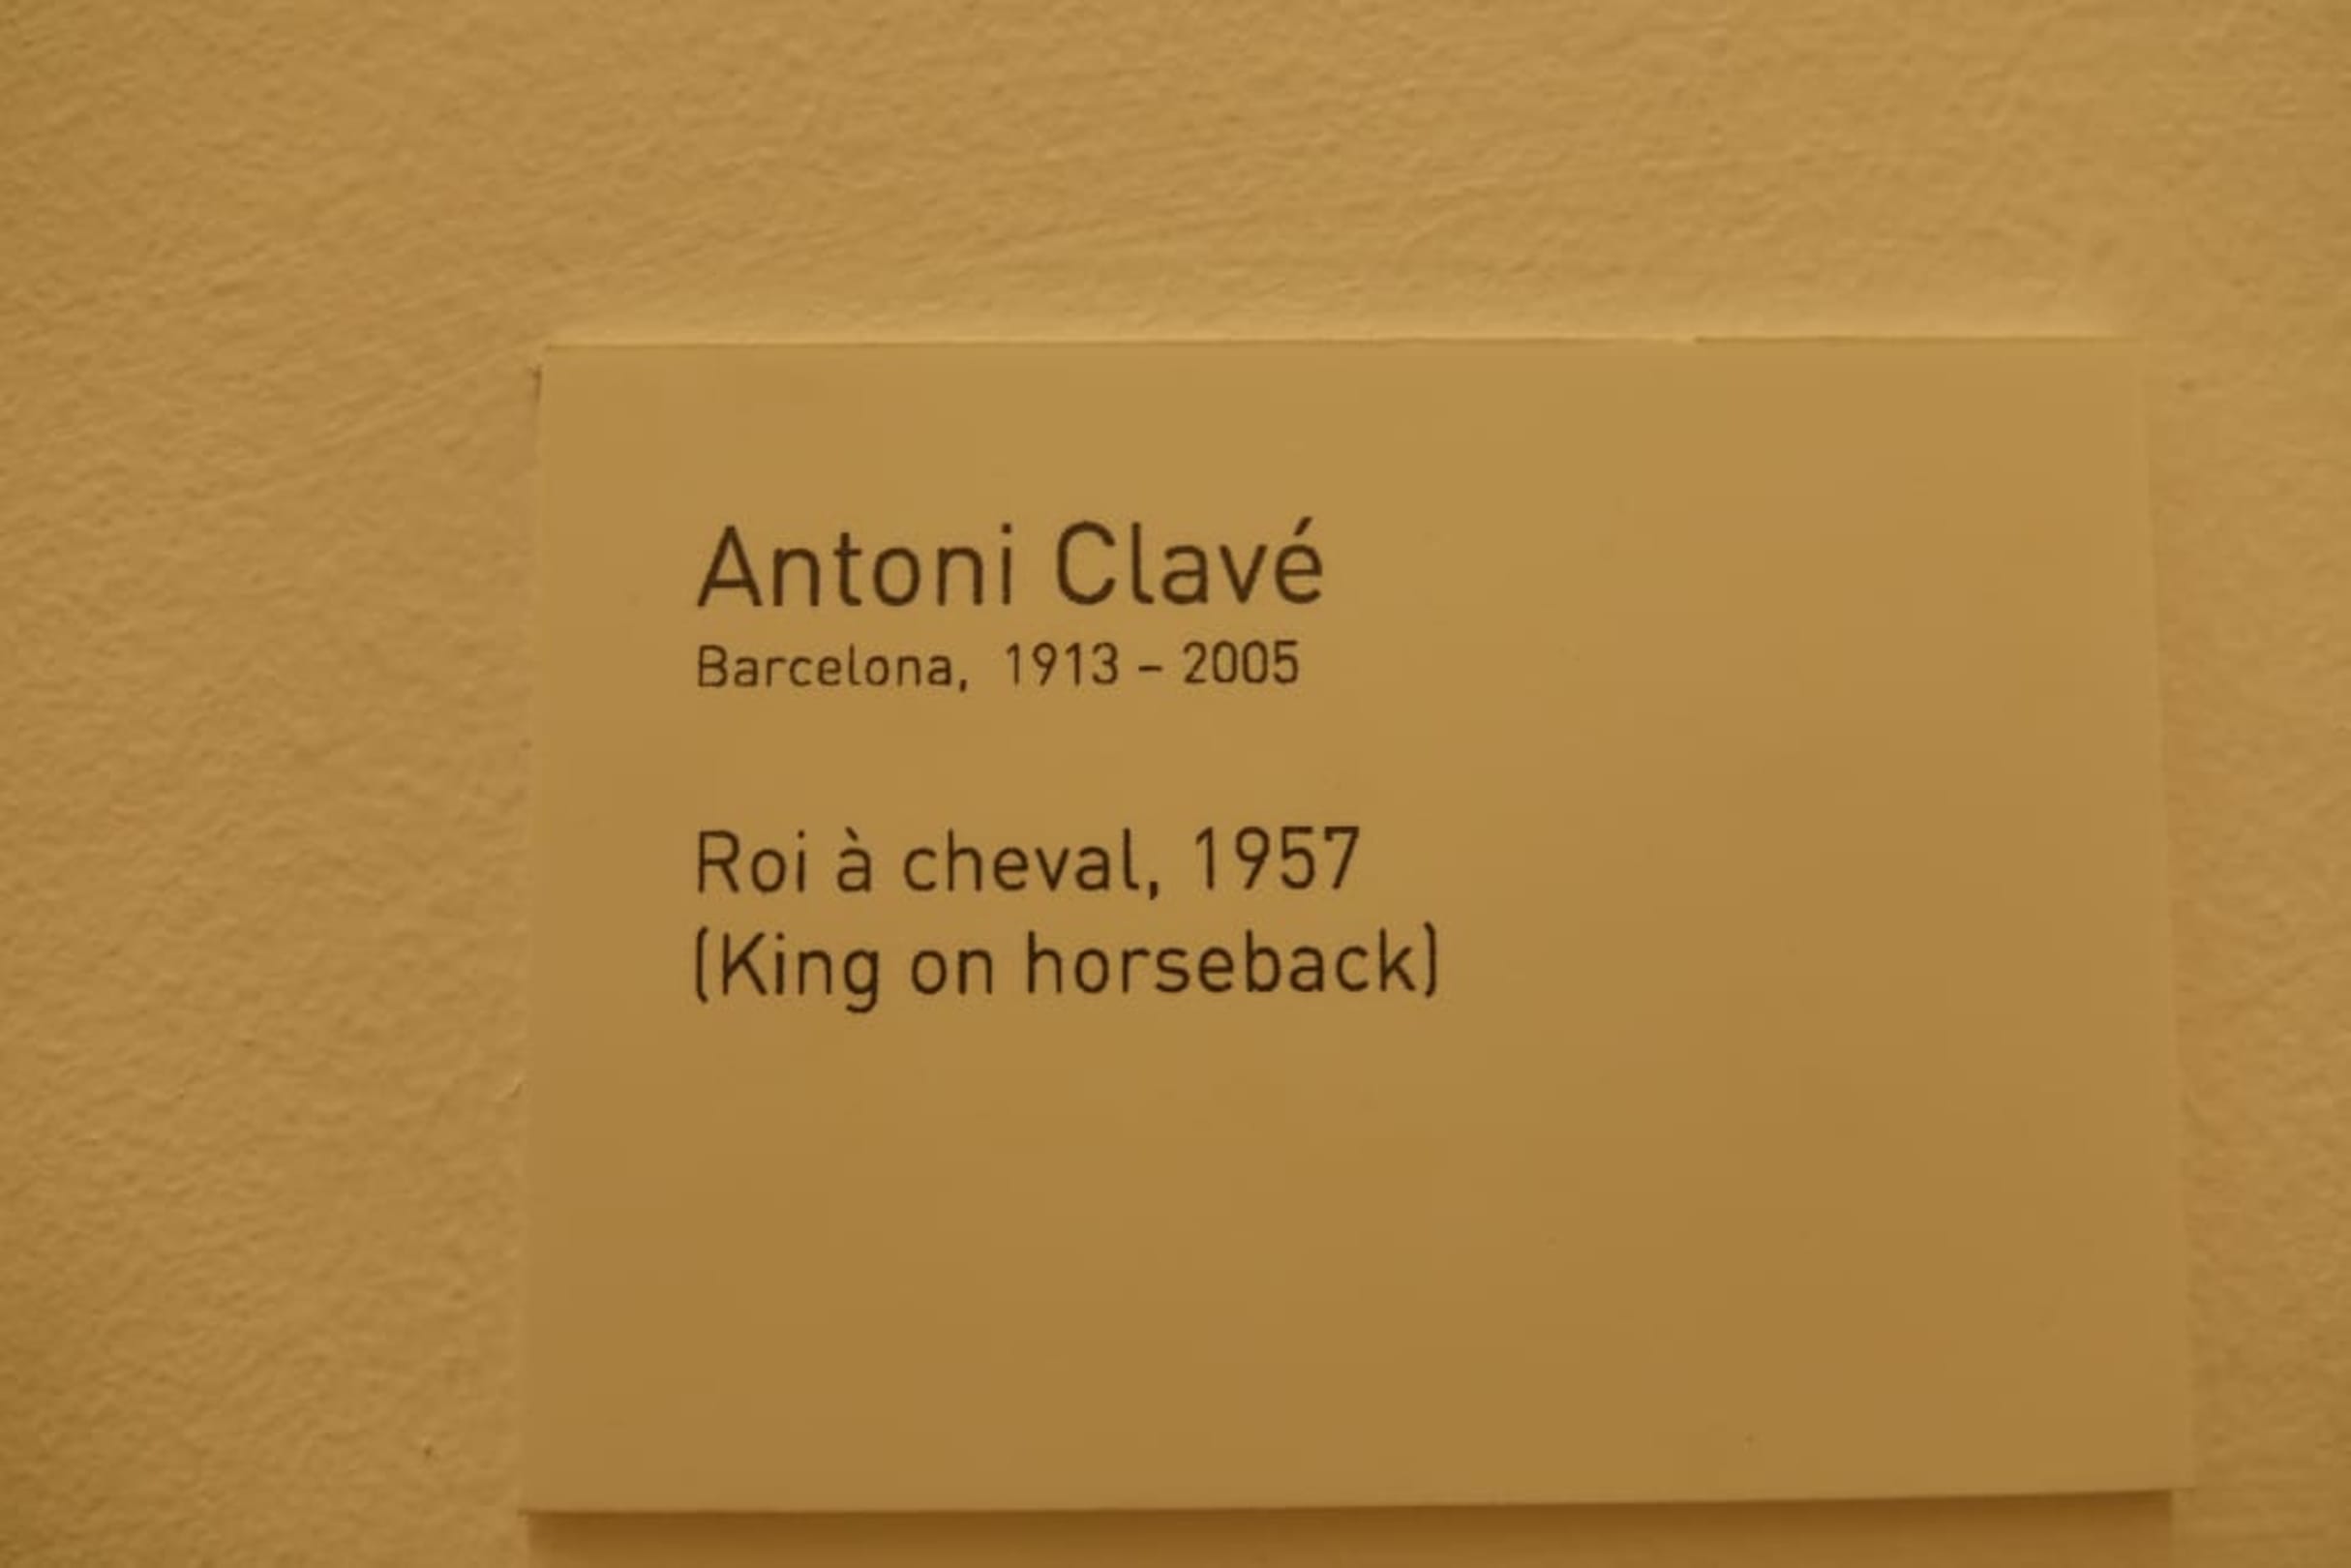 Antoni Clavé
Barcelona, 1913 – 2005
Roi à cheval, 1957
(King on horseback)